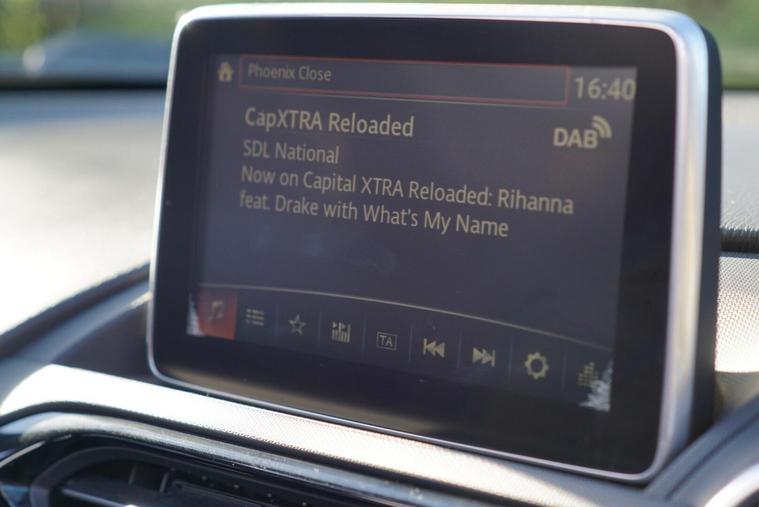 Phoenix Close
16:40
CapXTRA Reloaded
DAB
SDL National
Now on Capital XTRA Reloaded: Rihanna
feat. Drake with What's My Name
TA